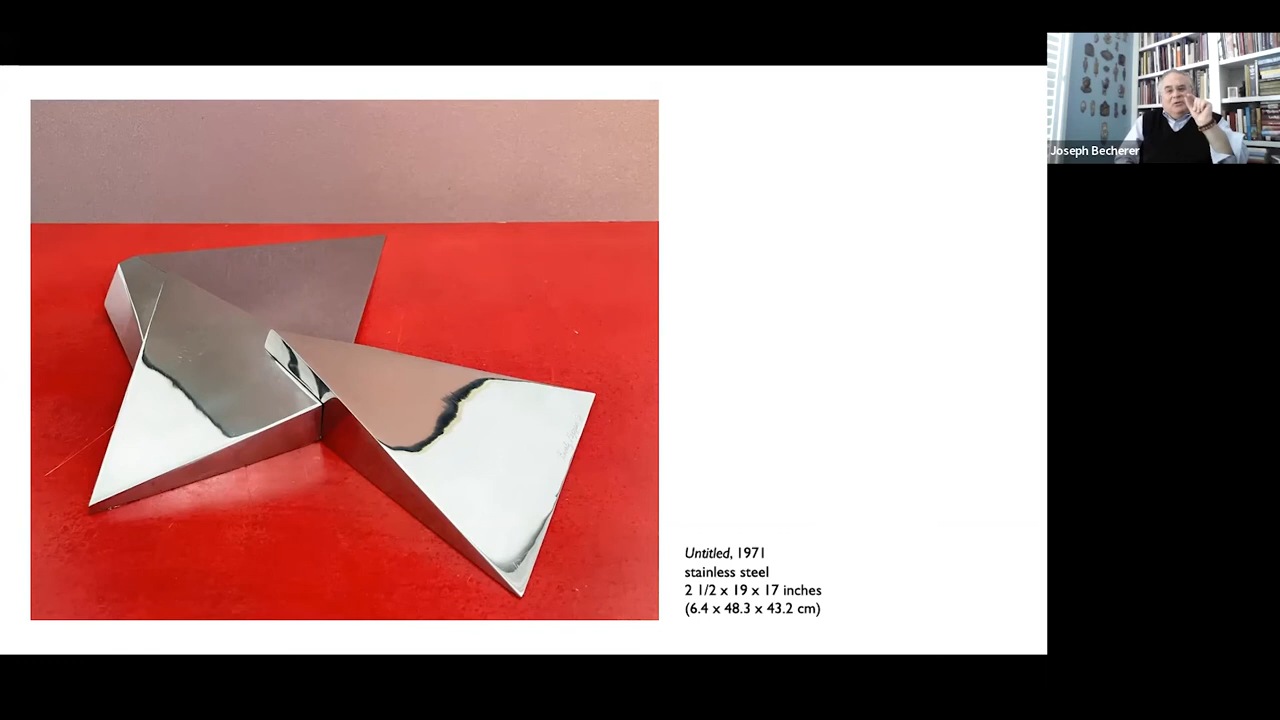 Joseph Becherer
Untitled, 1971
stainless steel
2 1/2 x 19 x 17 inches
(6.4 x 48.3 x 43.2 cm)